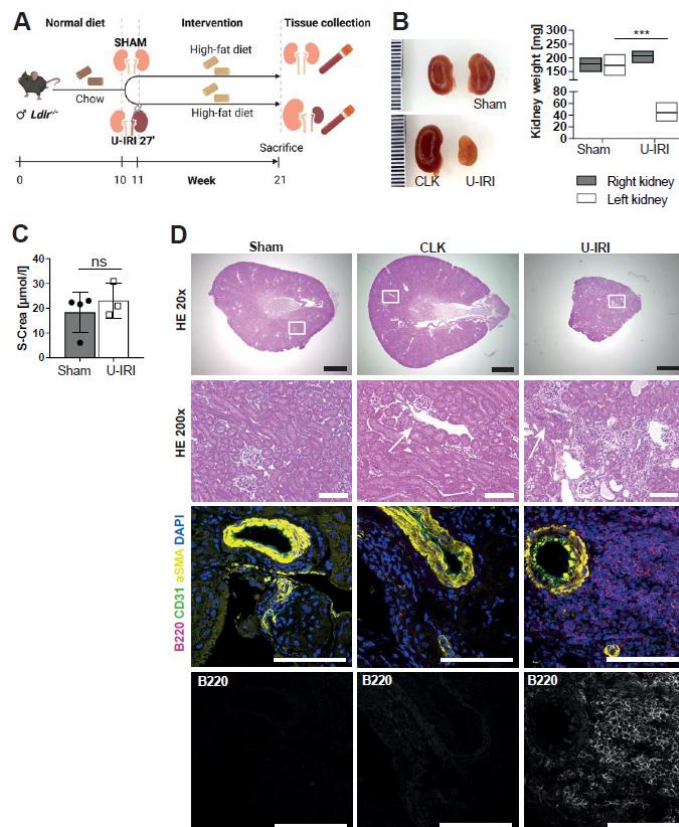 A
Normal diet
Intervention
Tissue collection
SHAM
High-fat diet
Chow
High-fat diet
♂ Ldlr-/-
U-IRI 27'
Sacrifice
0
10
11
Week
21
B
Sham
CLK
U-IRI
Kidney weight [mg]
300
250
200
150
60
40
20
0
***
Sham
U-IRI
Right kidney
Left kidney
C
S-Crea [µmol/l]
40
30
20
10
0
ns
Sham
U-IRI
D
Sham
CLK
U-IRI
HE 20x
HE 200x
B220 CD31 aSMA DAPI
B220
B220
B220